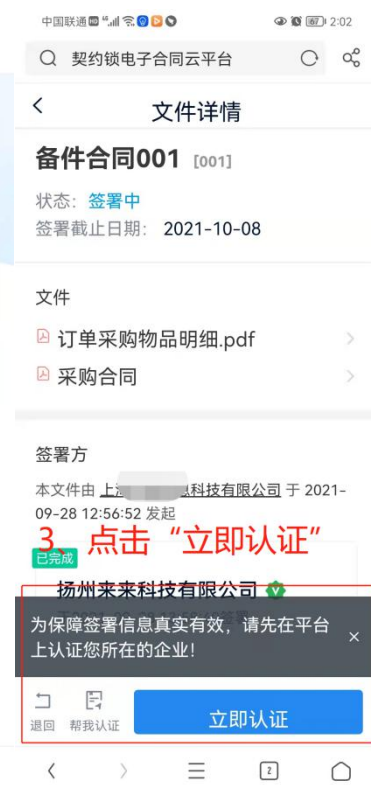 中国联通 HD 4G 67 2:02
契约锁电子合同云平台
文件详情
备件合同001 [001]
状态: 签署中
签署截止日期: 2021-10-08
文件
订单采购物品明细.pdf
采购合同
签署方
本文件由 上 息科技有限公司 于 2021-
09-28 12:56:52 发起
3、点击“立即认证”
已完成
扬州来来科技有限公司
为保障签署信息真实有效，请先在平台
上认证您所在的企业!
退回 帮我认证 立即认证
2